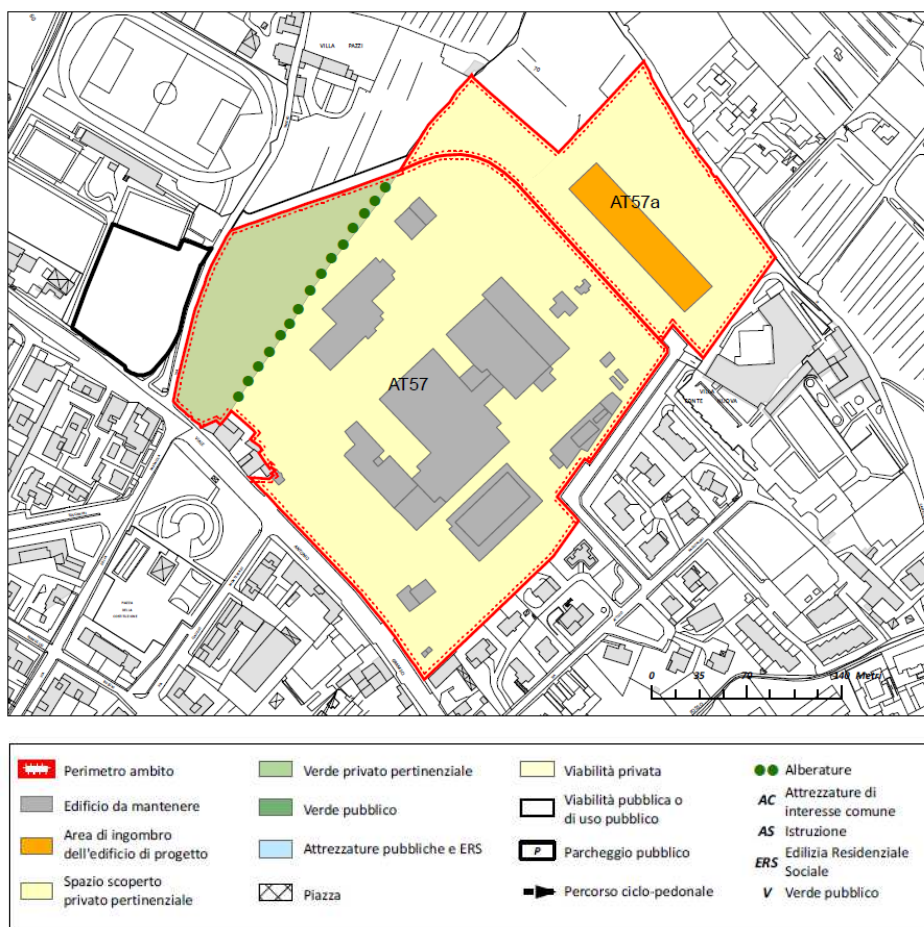 VILLA PAZZI
70
AT57a
AT57
VILLA
0 35 70 140 Metri
Perimetro ambito
Edificio da mantenere
Area di ingombro
dell'edificio di progetto
Spazio scoperto
privato pertinenziale
Verde privato pertinenziale
Verde pubblico
Attrezzature pubbliche e ERS
Piazza
Viabilità privata
Viabilità pubblica o
di uso pubblico
P Parcheggio pubblico
Percorso ciclo-pedonale
Alberature
AC Attrezzature di
interesse comune
AS Istruzione
ERS Edilizia Residenziale
Sociale
V Verde pubblico